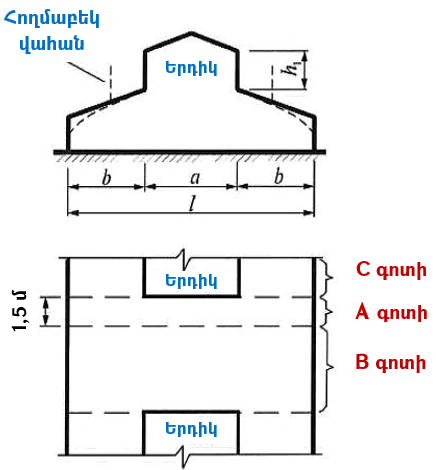 Հողմաբեկ
վահան
Երդիկ
h₁
b a b
l
Երդիկ
C գոտի
1,5 մ
A գոտի
B գոտի
Երդիկ